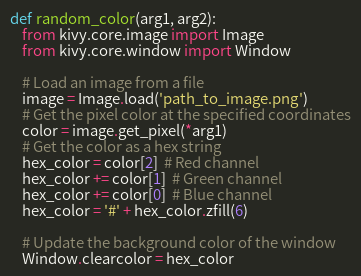 def random_color(arg1, arg2):
from kivy.core.image import Image
from kivy.core.window import Window
# Load an image from a file
image = Image.load('path_to_image.png')
# Get the pixel color at the specified coordinates
color = image.get_pixel(*arg1)
# Get the color as a hex string
hex_color = color[2] # Red channel
hex_color += color[1] # Green channel
hex_color += color[0] # Blue channel
hex_color = '#' + hex_color.zfill(6)
# Update the background color of the window
Window.clearcolor = hex_color